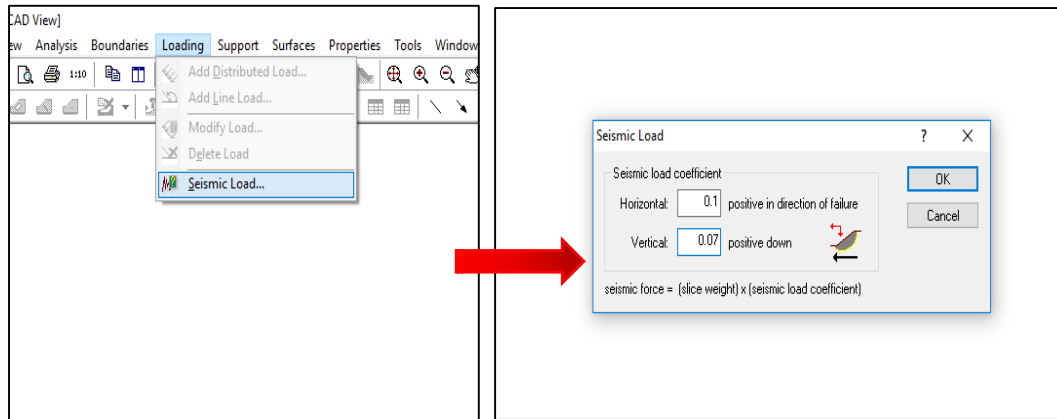 CAD View]
ew Analysis Boundaries Loading Support Surfaces Properties Tools Window
1:10
Add Distributed Load...
Add Line Load...
Modify Load...
Delete Load
Seismic Load...
Seismic Load ? X
Seismic load coefficient
Horizontal: 0.1 positive in direction of failure
Vertical: 0.07 positive down
OK
Cancel
seismic force = (slice weight) x (seismic load coefficient)